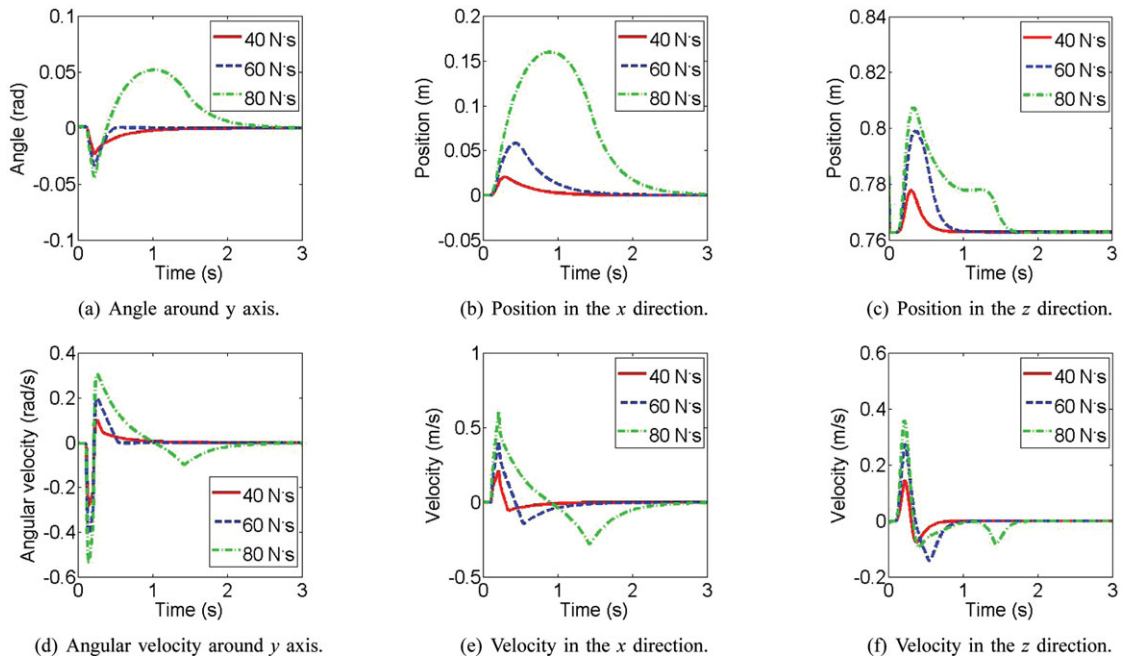 0.1
0.05
0
-0.05
-0.1
Angle (rad)
40 N·s
60 N·s
80 N·s
0 1 2 3
Time (s)
(a) Angle around y axis.
0.2
0.15
0.1
0.05
0
-0.05
Position (m)
40 N·s
60 N·s
80 N·s
0 1 2 3
Time (s)
(b) Position in the x direction.
0.84
0.82
0.8
0.78
0.76
Position (m)
40 N·s
60 N·s
80 N·s
0 1 2 3
Time (s)
(c) Position in the z direction.
0.4
0.2
0
-0.2
-0.4
-0.6
Angular velocity (rad/s)
40 N·s
60 N·s
80 N·s
0 1 2 3
Time (s)
(d) Angular velocity around y axis.
1
0.5
0
-0.5
Velocity (m/s)
40 N·s
60 N·s
80 N·s
0 1 2 3
Time (s)
(e) Velocity in the x direction.
0.6
0.4
0.2
0
-0.2
Velocity (m/s)
40 N·s
60 N·s
80 N·s
0 1 2 3
Time (s)
(f) Velocity in the z direction.